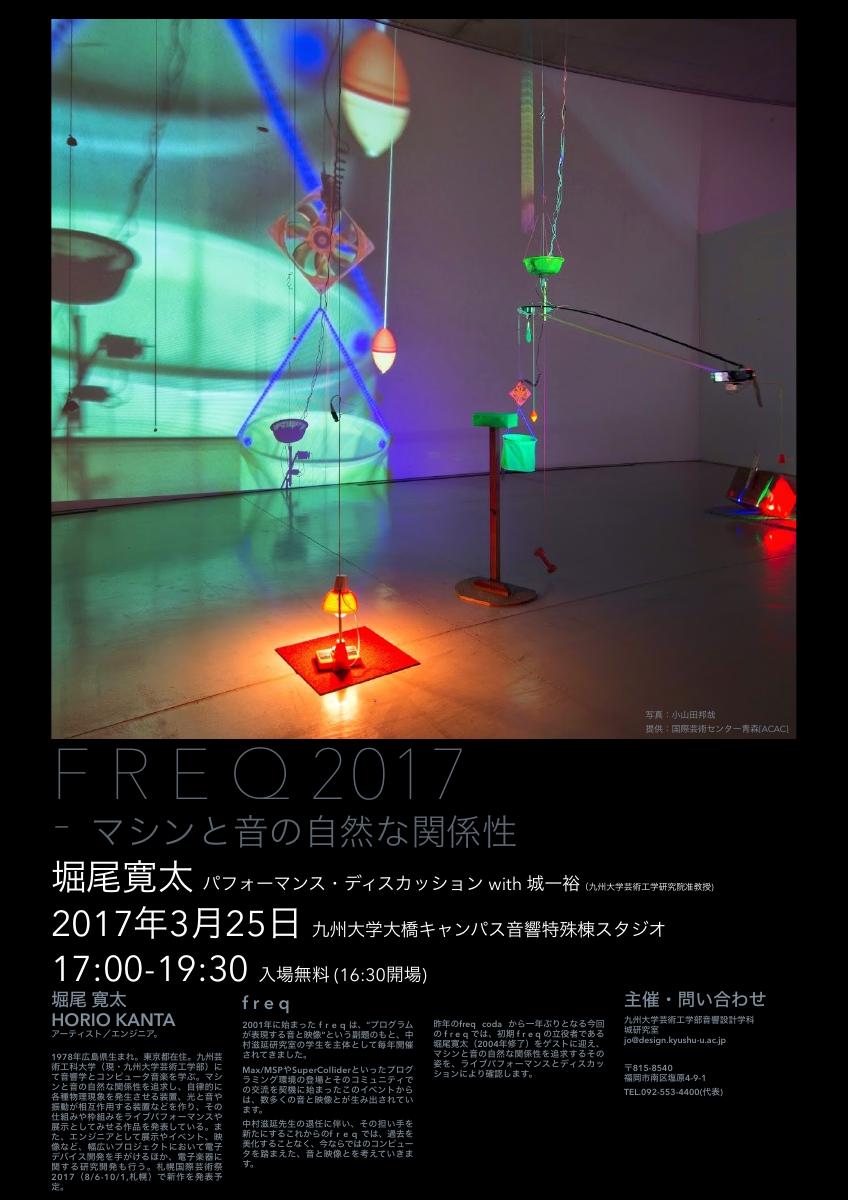 写真：小山田邦哉
提供：国際芸術センター青森[ACAC]
FREQ2017
- マシンと音の自然な関係性
堀尾寛太 パフォーマンス・ディスカッション with 城一裕 (九州大学芸術工学研究院准教授)
2017年3月25日 九州大学大橋キャンパス音響特殊棟スタジオ
17:00-19:30 入場無料 (16:30開場)
堀尾 寛太
HORIO KANTA
アーティスト／エンジニア。
1978年広島県生まれ。東京都在住。九州芸
術工科大学（現・九州大学芸術工学部）に
て音響学とコンピュータ音楽を学ぶ。マシ
ンと音の自然な関係性を追求し、自律的に
各種物理現象を発生させる装置、光と音や
振動が相互作用する装置などを作り、その
仕組みや枠組みをライブパフォーマンスや
展示としてみせる作品を発表している。ま
た、エンジニアとして展示やイベント、映
像など、幅広いプロジェクトにおいて電子
デバイス開発を手がけるほか、電子楽器に
関する研究開発も行う。札幌国際芸術祭
2017（8/6-10/1,札幌）で新作を発表予
定。
freq
2001年に始まった freq は、“プログラム
が表現する音と映像”という副題のもと、中
村滋延研究室の学生を主体として毎年開催
されてきました。
Max/MSPやSuperColliderといったプログ
ラミング環境の登場とそのコミュニティで
の交流を契機に始まったこのイベントから
は、数多くの音と映像とが生み出されてい
ます。
中村滋延先生の退任に伴い、その担い手を
新たにするこれからのfreq では、過去を
美化することなく、今ならではのコンピュー
タを踏まえた、音と映像とを考えていきま
す。
昨年のfreq coda から一年ぶりとなる今回
の freq では、初期 freq の立役者である
堀尾寛太（2004年修了）をゲストに迎え、
マシンと音の自然な関係性を追求するその
姿を、ライブパフォーマンスとディスカッ
ションにより確認します。
主催・問い合わせ
九州大学芸術工学部音響設計学科
城研究室
jo@design.kyushu-u.ac.jp
〒815-8540
福岡市南区塩原4-9-1
TEL.092-553-4400(代表)